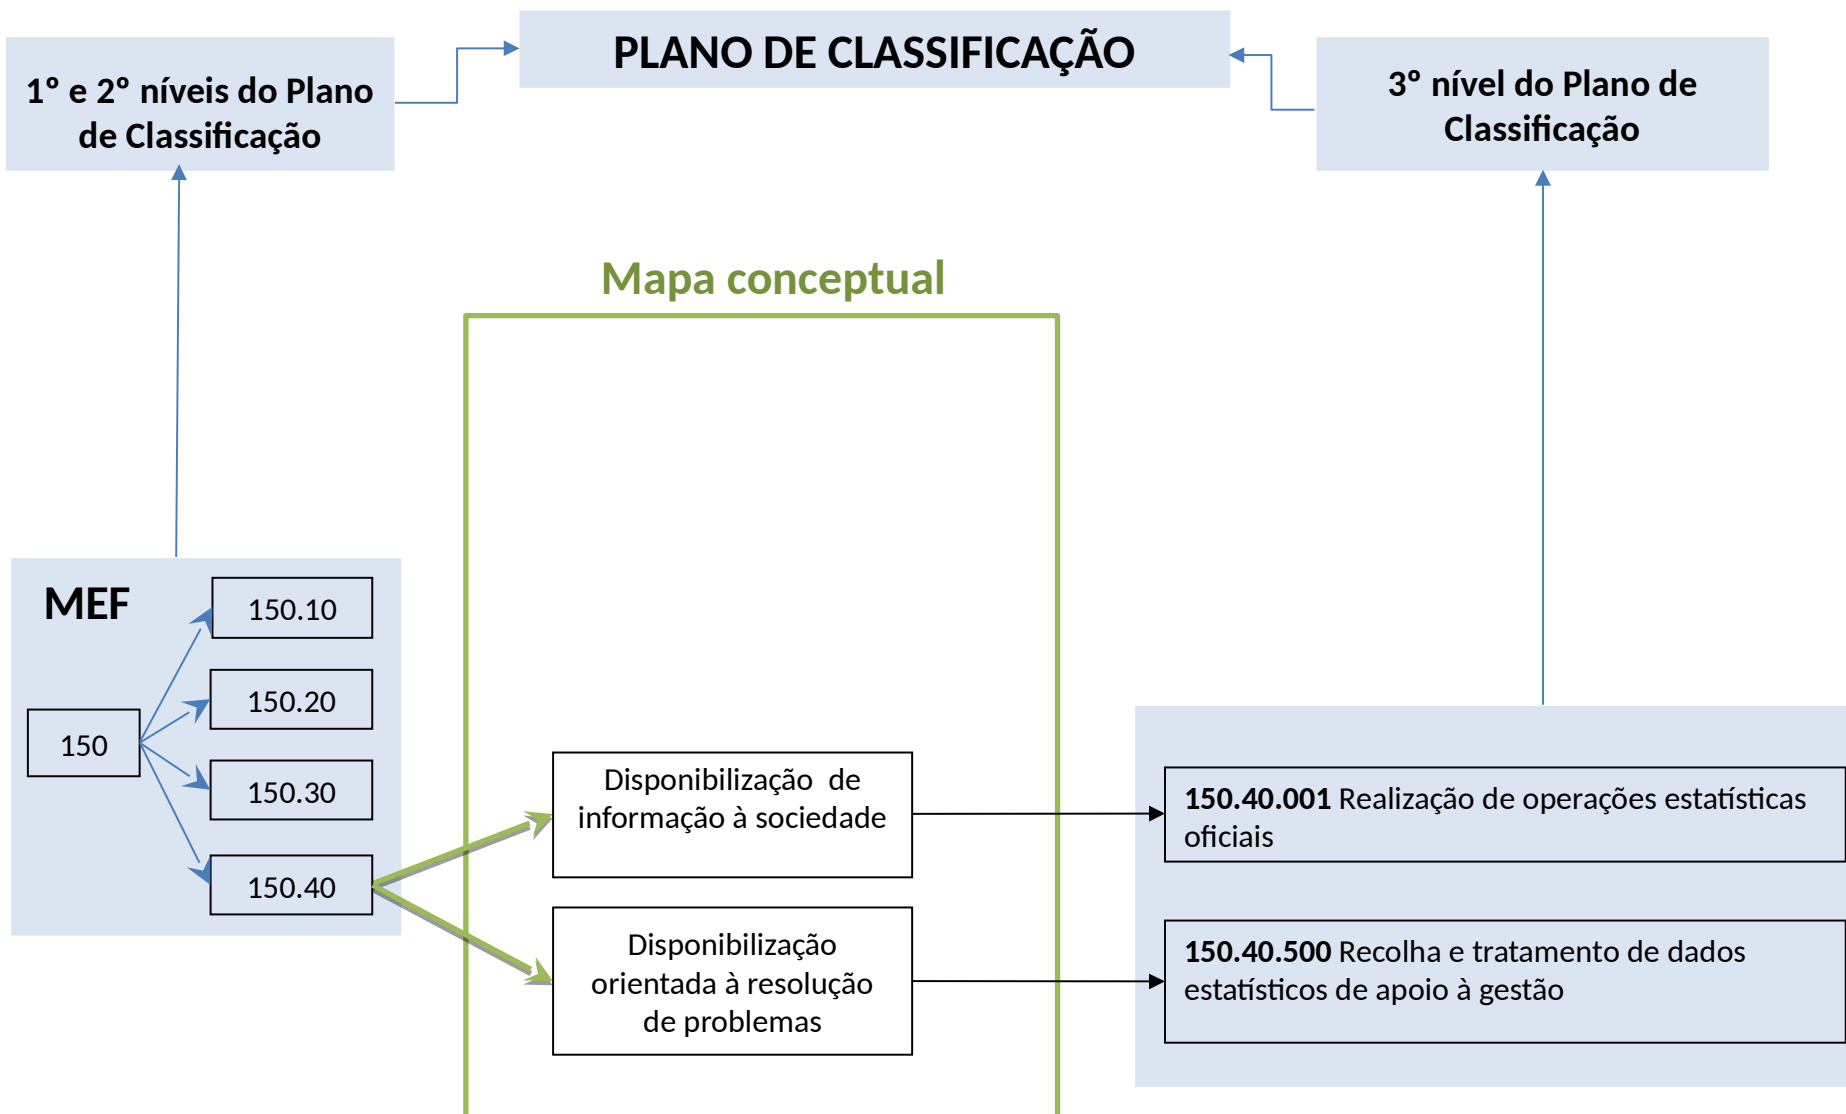 PLANO DE CLASSIFICAÇÃO
1º e 2º níveis do Plano
de Classificação
3º nível do Plano de
Classificação
Mapa conceptual
MEF
150.10
150.20
150
150.30
150.40
Disponibilização de
informação à sociedade
Disponibilização
orientada à resolução
de problemas
150.40.001 Realização de operações estatísticas
oficiais
150.40.500 Recolha e tratamento de dados
estatísticos de apoio à gestão